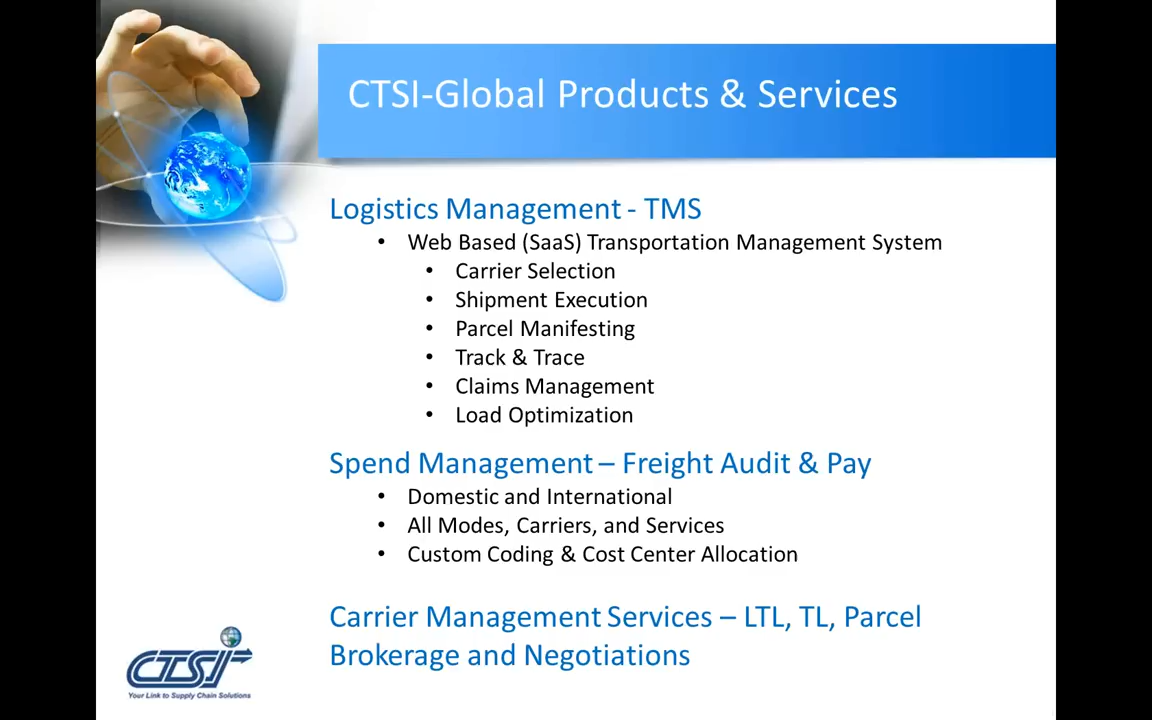 CTSI-Global Products & Services
Logistics Management - TMS
• Web Based (SaaS) Transportation Management System
• Carrier Selection
• Shipment Execution
• Parcel Manifesting
• Track & Trace
• Claims Management
• Load Optimization
Spend Management – Freight Audit & Pay
• Domestic and International
• All Modes, Carriers, and Services
• Custom Coding & Cost Center Allocation
Carrier Management Services – LTL, TL, Parcel
Brokerage and Negotiations
CTSI
Your Link to Supply Chain Solutions